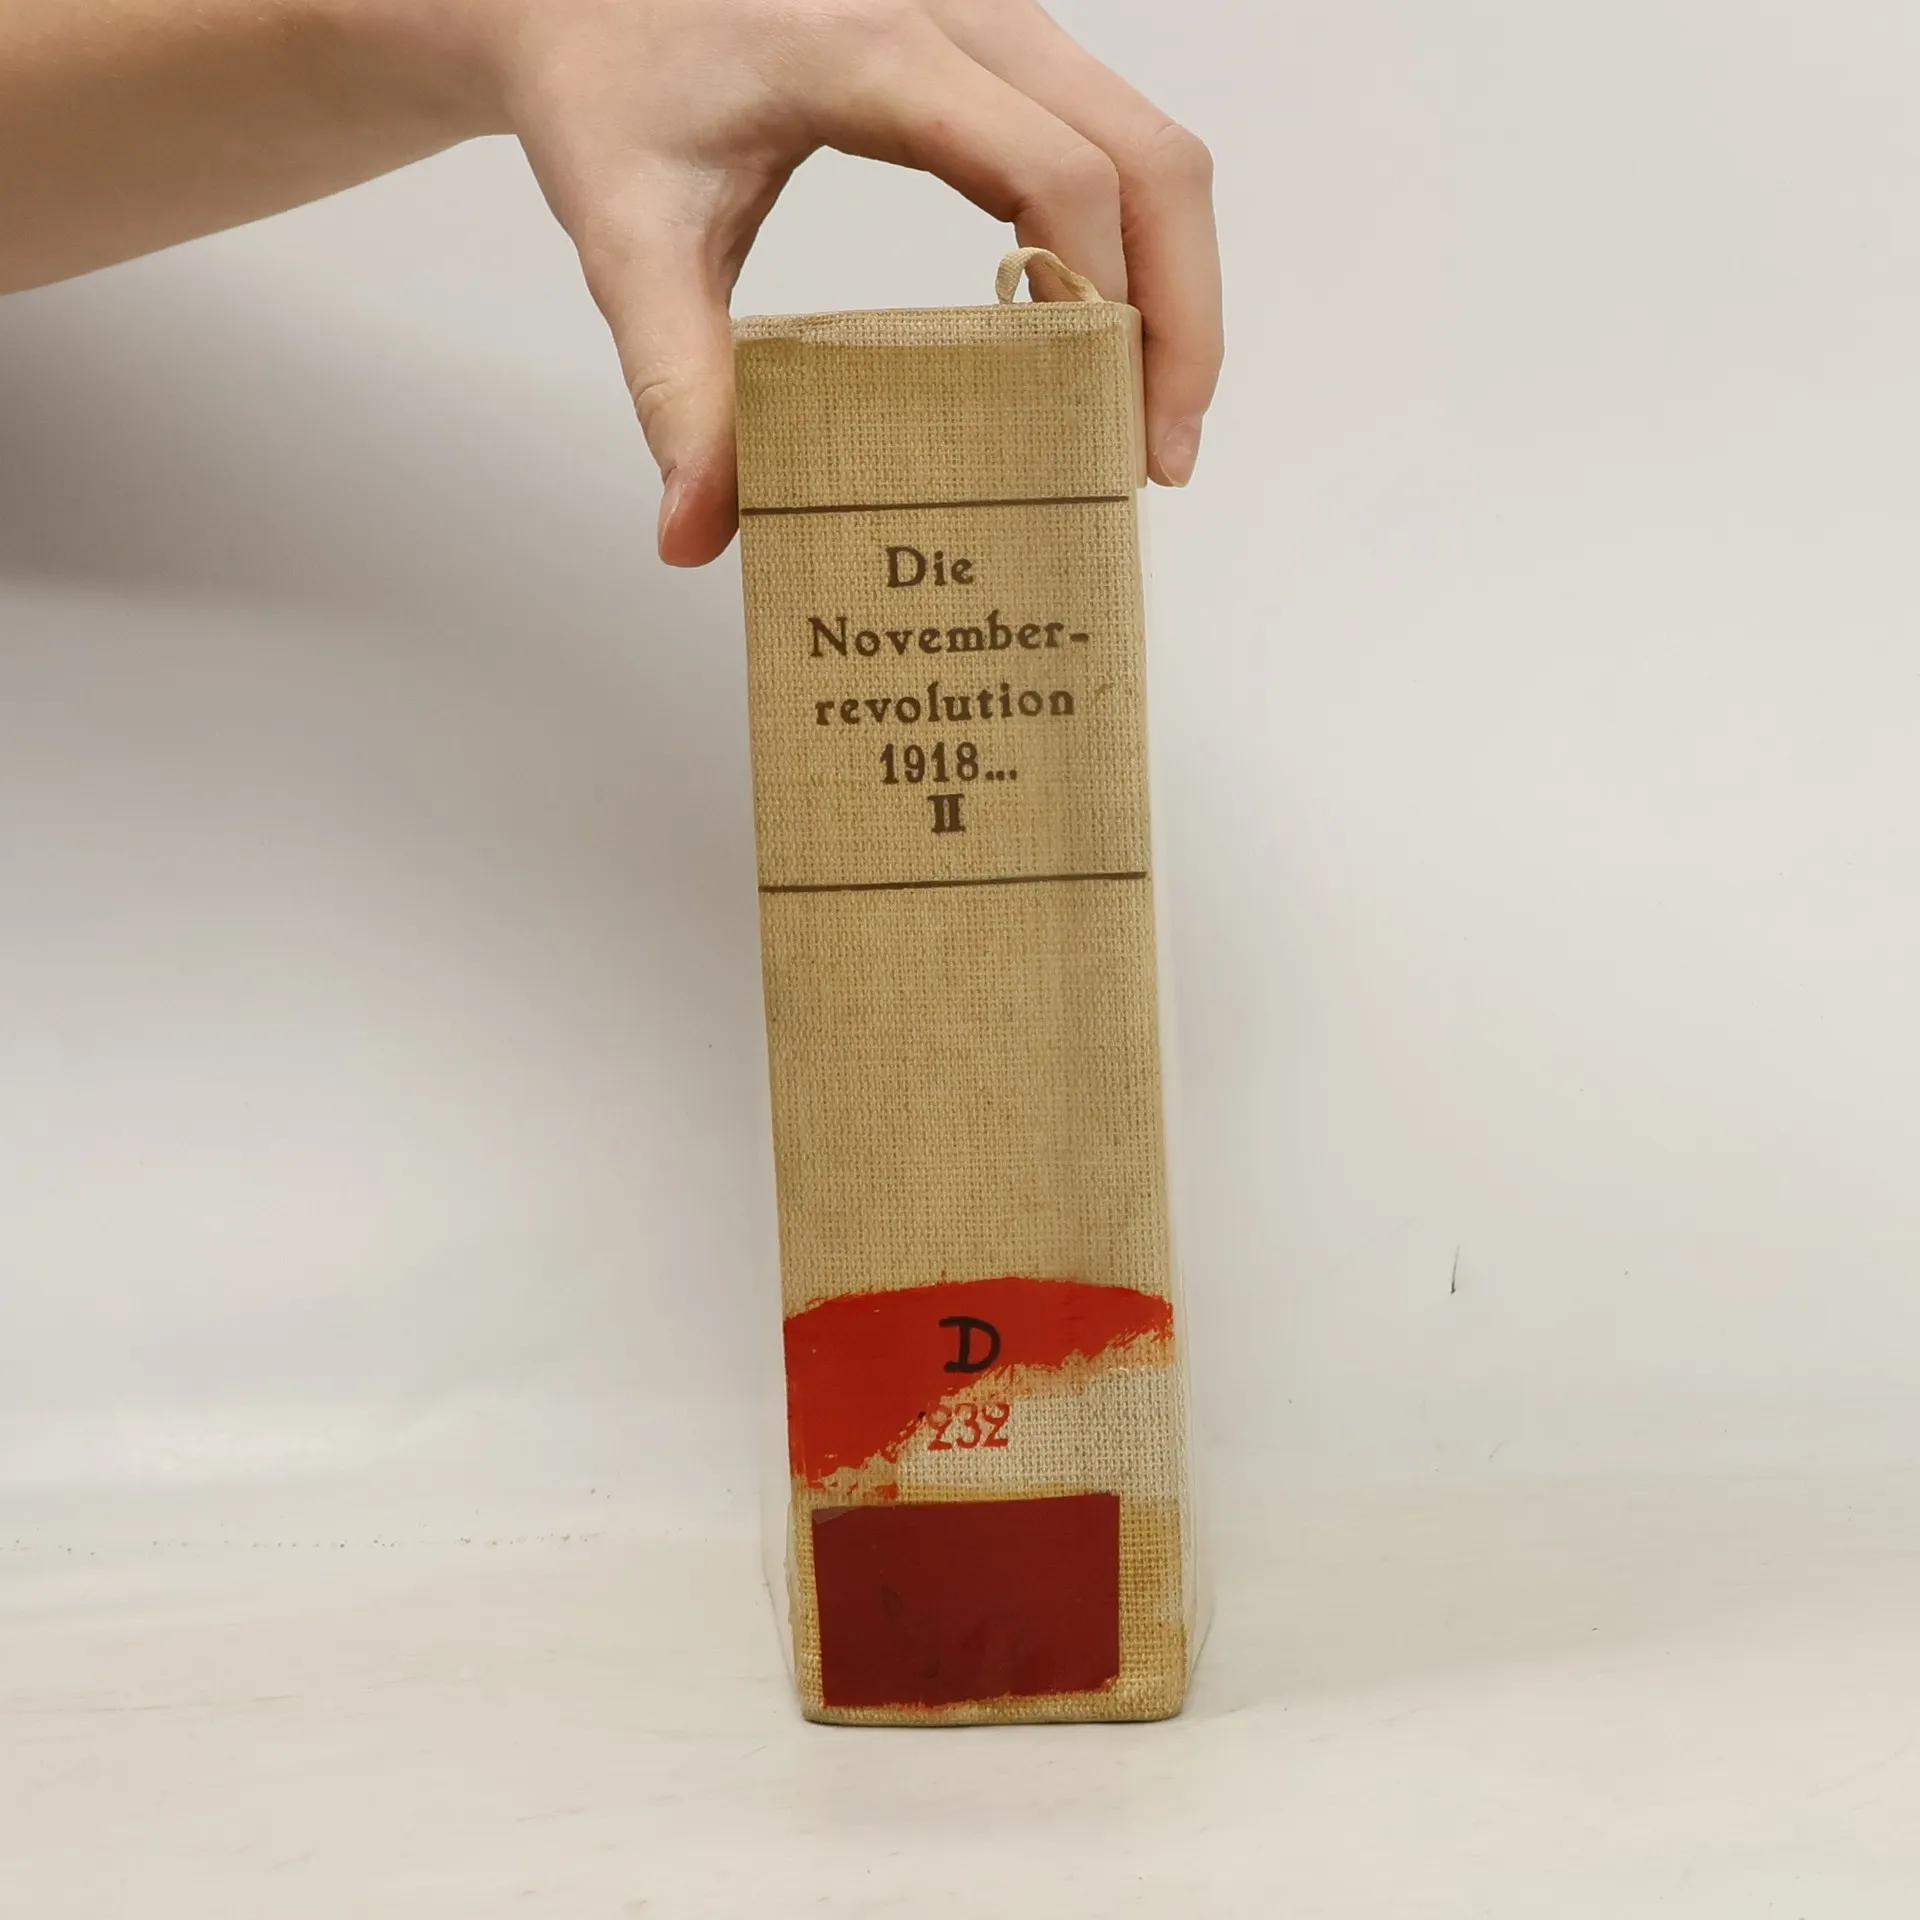 Die
November-
revolution
1918...
II
D
232